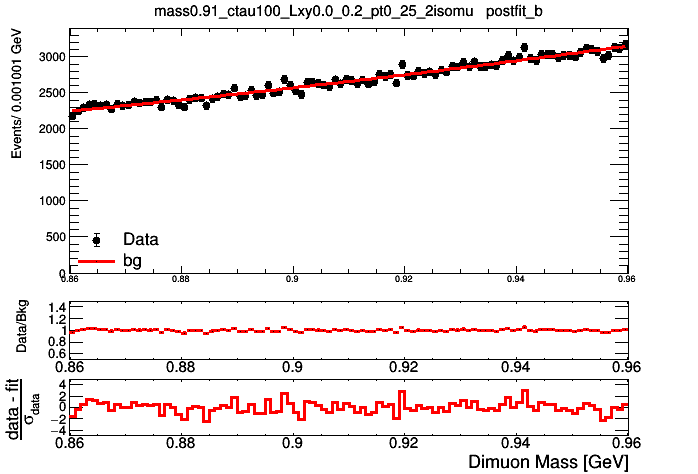 mass0.91_ctau100_Lxy0.0_0.2_pt0_25_2isomu postfit_b
Events/ 0.001001 GeV
3000
2500
2000
1500
1000
500
0
Data
bg
0.86 0.88 0.9 0.92 0.94 0.96
Data/Bkg
1.4
1.2
1
0.8
0.6
0.86 0.88 0.9 0.92 0.94 0.96
data - fit
σdata
4
2
0
−2
−4
0.86 0.88 0.9 0.92 0.94 0.96
Dimuon Mass [GeV]